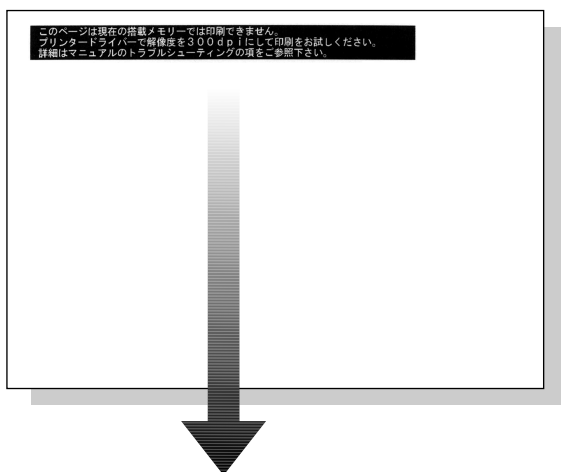 このページは現在の搭載メモリーでは印刷できません。
プリンタードライバーで解像度を３００ｄｐｉにして印刷をお試しください。
詳細はマニュアルのトラブルシューティングの項をご参照下さい。